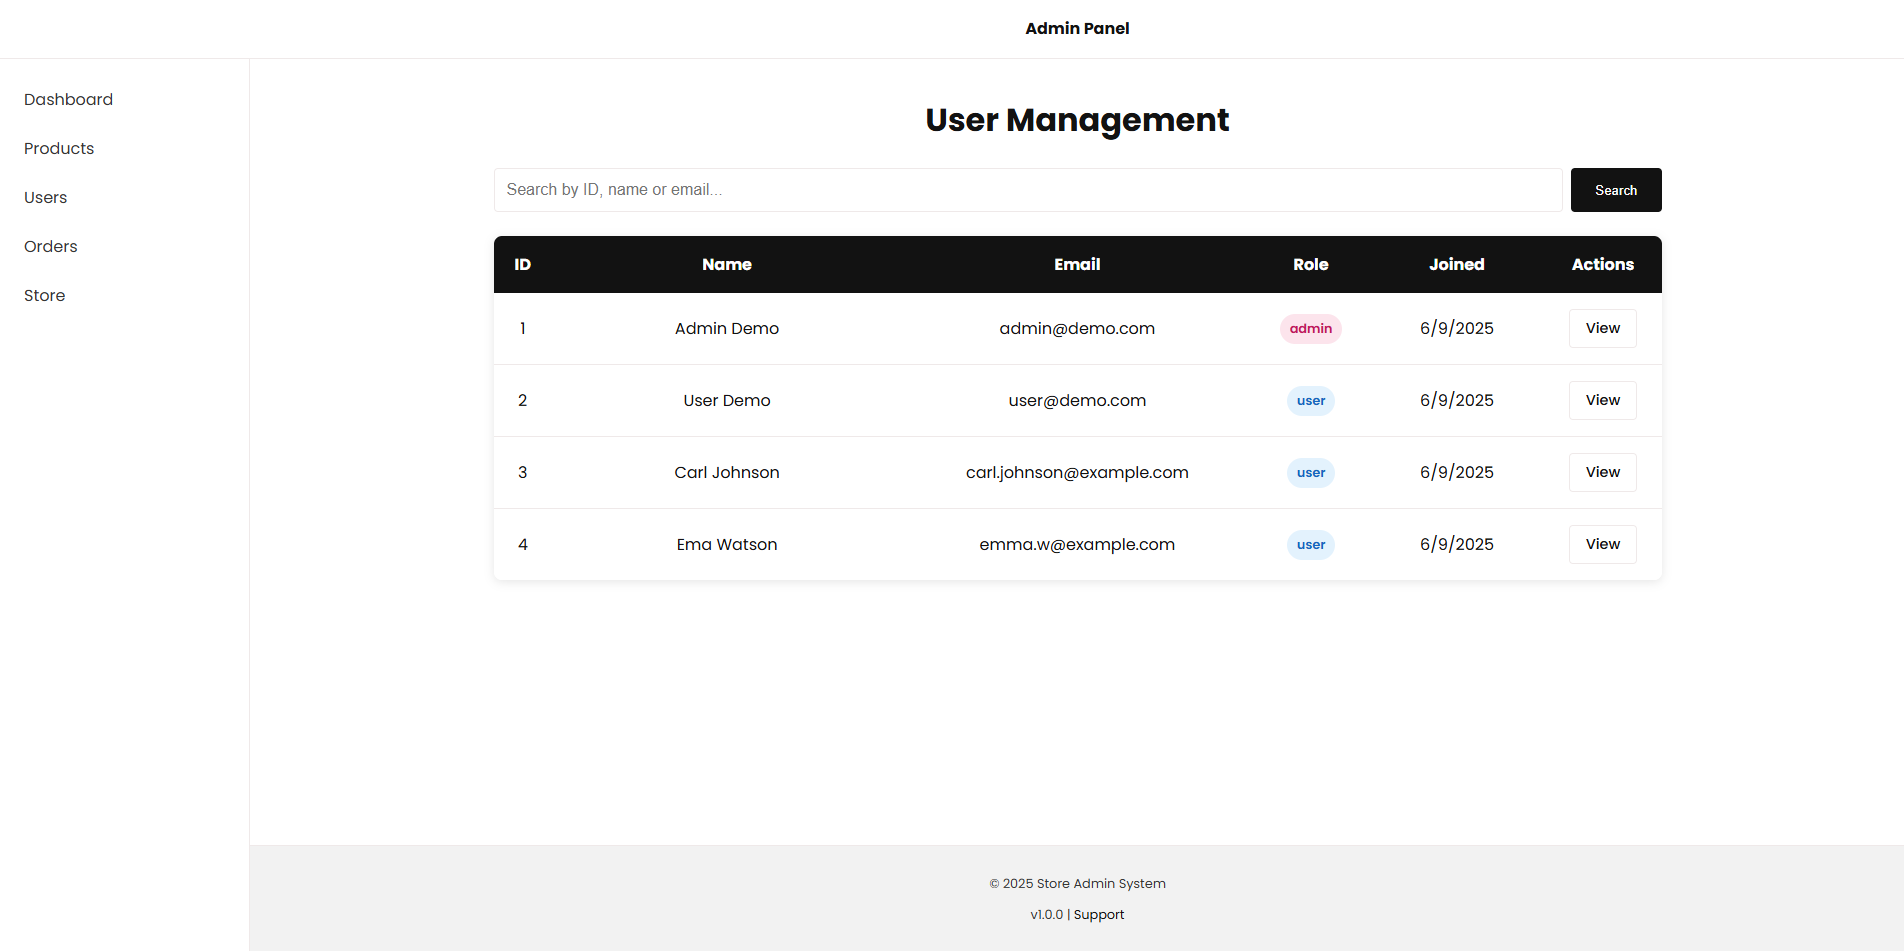 Admin Panel
Dashboard
Products
Users
Orders
Store
User Management
Search by ID, name or email...
Search
ID Name Email Role Joined Actions
1 Admin Demo admin@demo.com admin 6/9/2025 View
2 User Demo user@demo.com user 6/9/2025 View
3 Carl Johnson carl.johnson@example.com user 6/9/2025 View
4 Ema Watson emma.w@example.com user 6/9/2025 View
© 2025 Store Admin System
v1.0.0 | Support